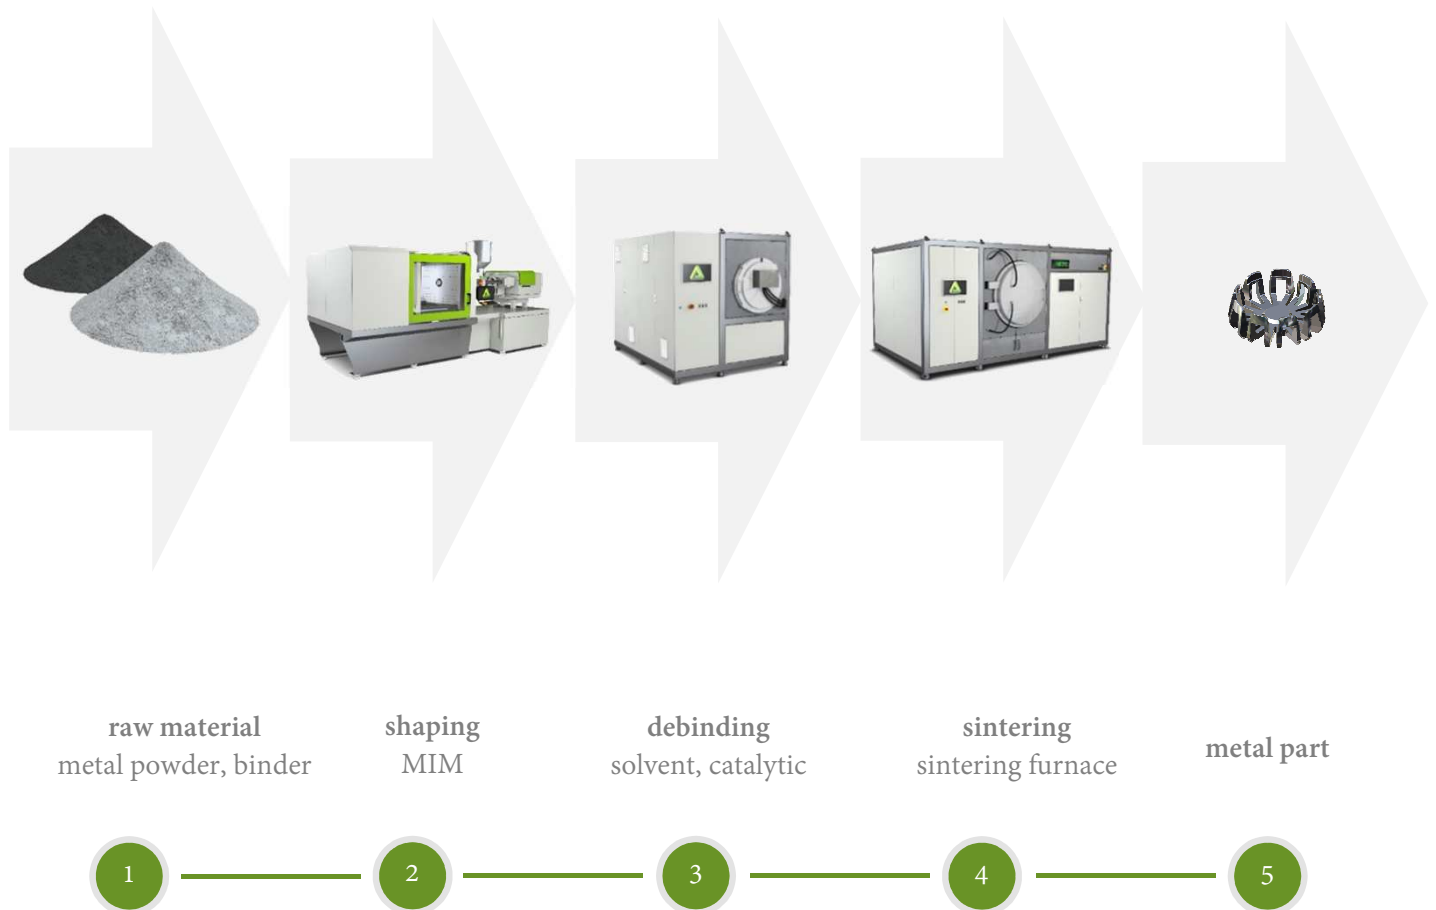 raw material
metal powder, binder
shaping
MIM
debinding
solvent, catalytic
sintering
sintering furnace
metal part
1
2
3
4
5